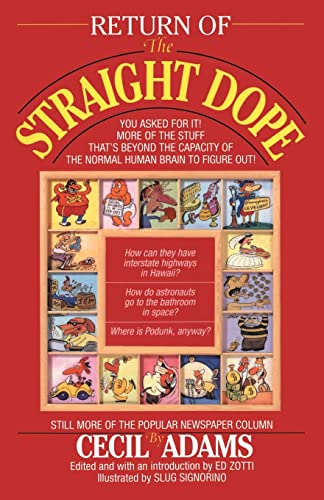 RETURN OF
The
STRAIGHT DOPE
YOU ASKED FOR IT!
MORE OF THE STUFF
THAT'S BEYOND THE CAPACITY OF
THE NORMAL HUMAN BRAIN TO FIGURE OUT!
How can they have
interstate highways
in Hawaii?
How do astronauts
go to the bathroom
in space?
Where is Podunk, anyway?
STILL MORE OF THE POPULAR NEWSPAPER COLUMN
By
CECIL ADAMS
Edited and with an introduction by ED ZOTTI
Illustrated by SLUG SIGNORINO